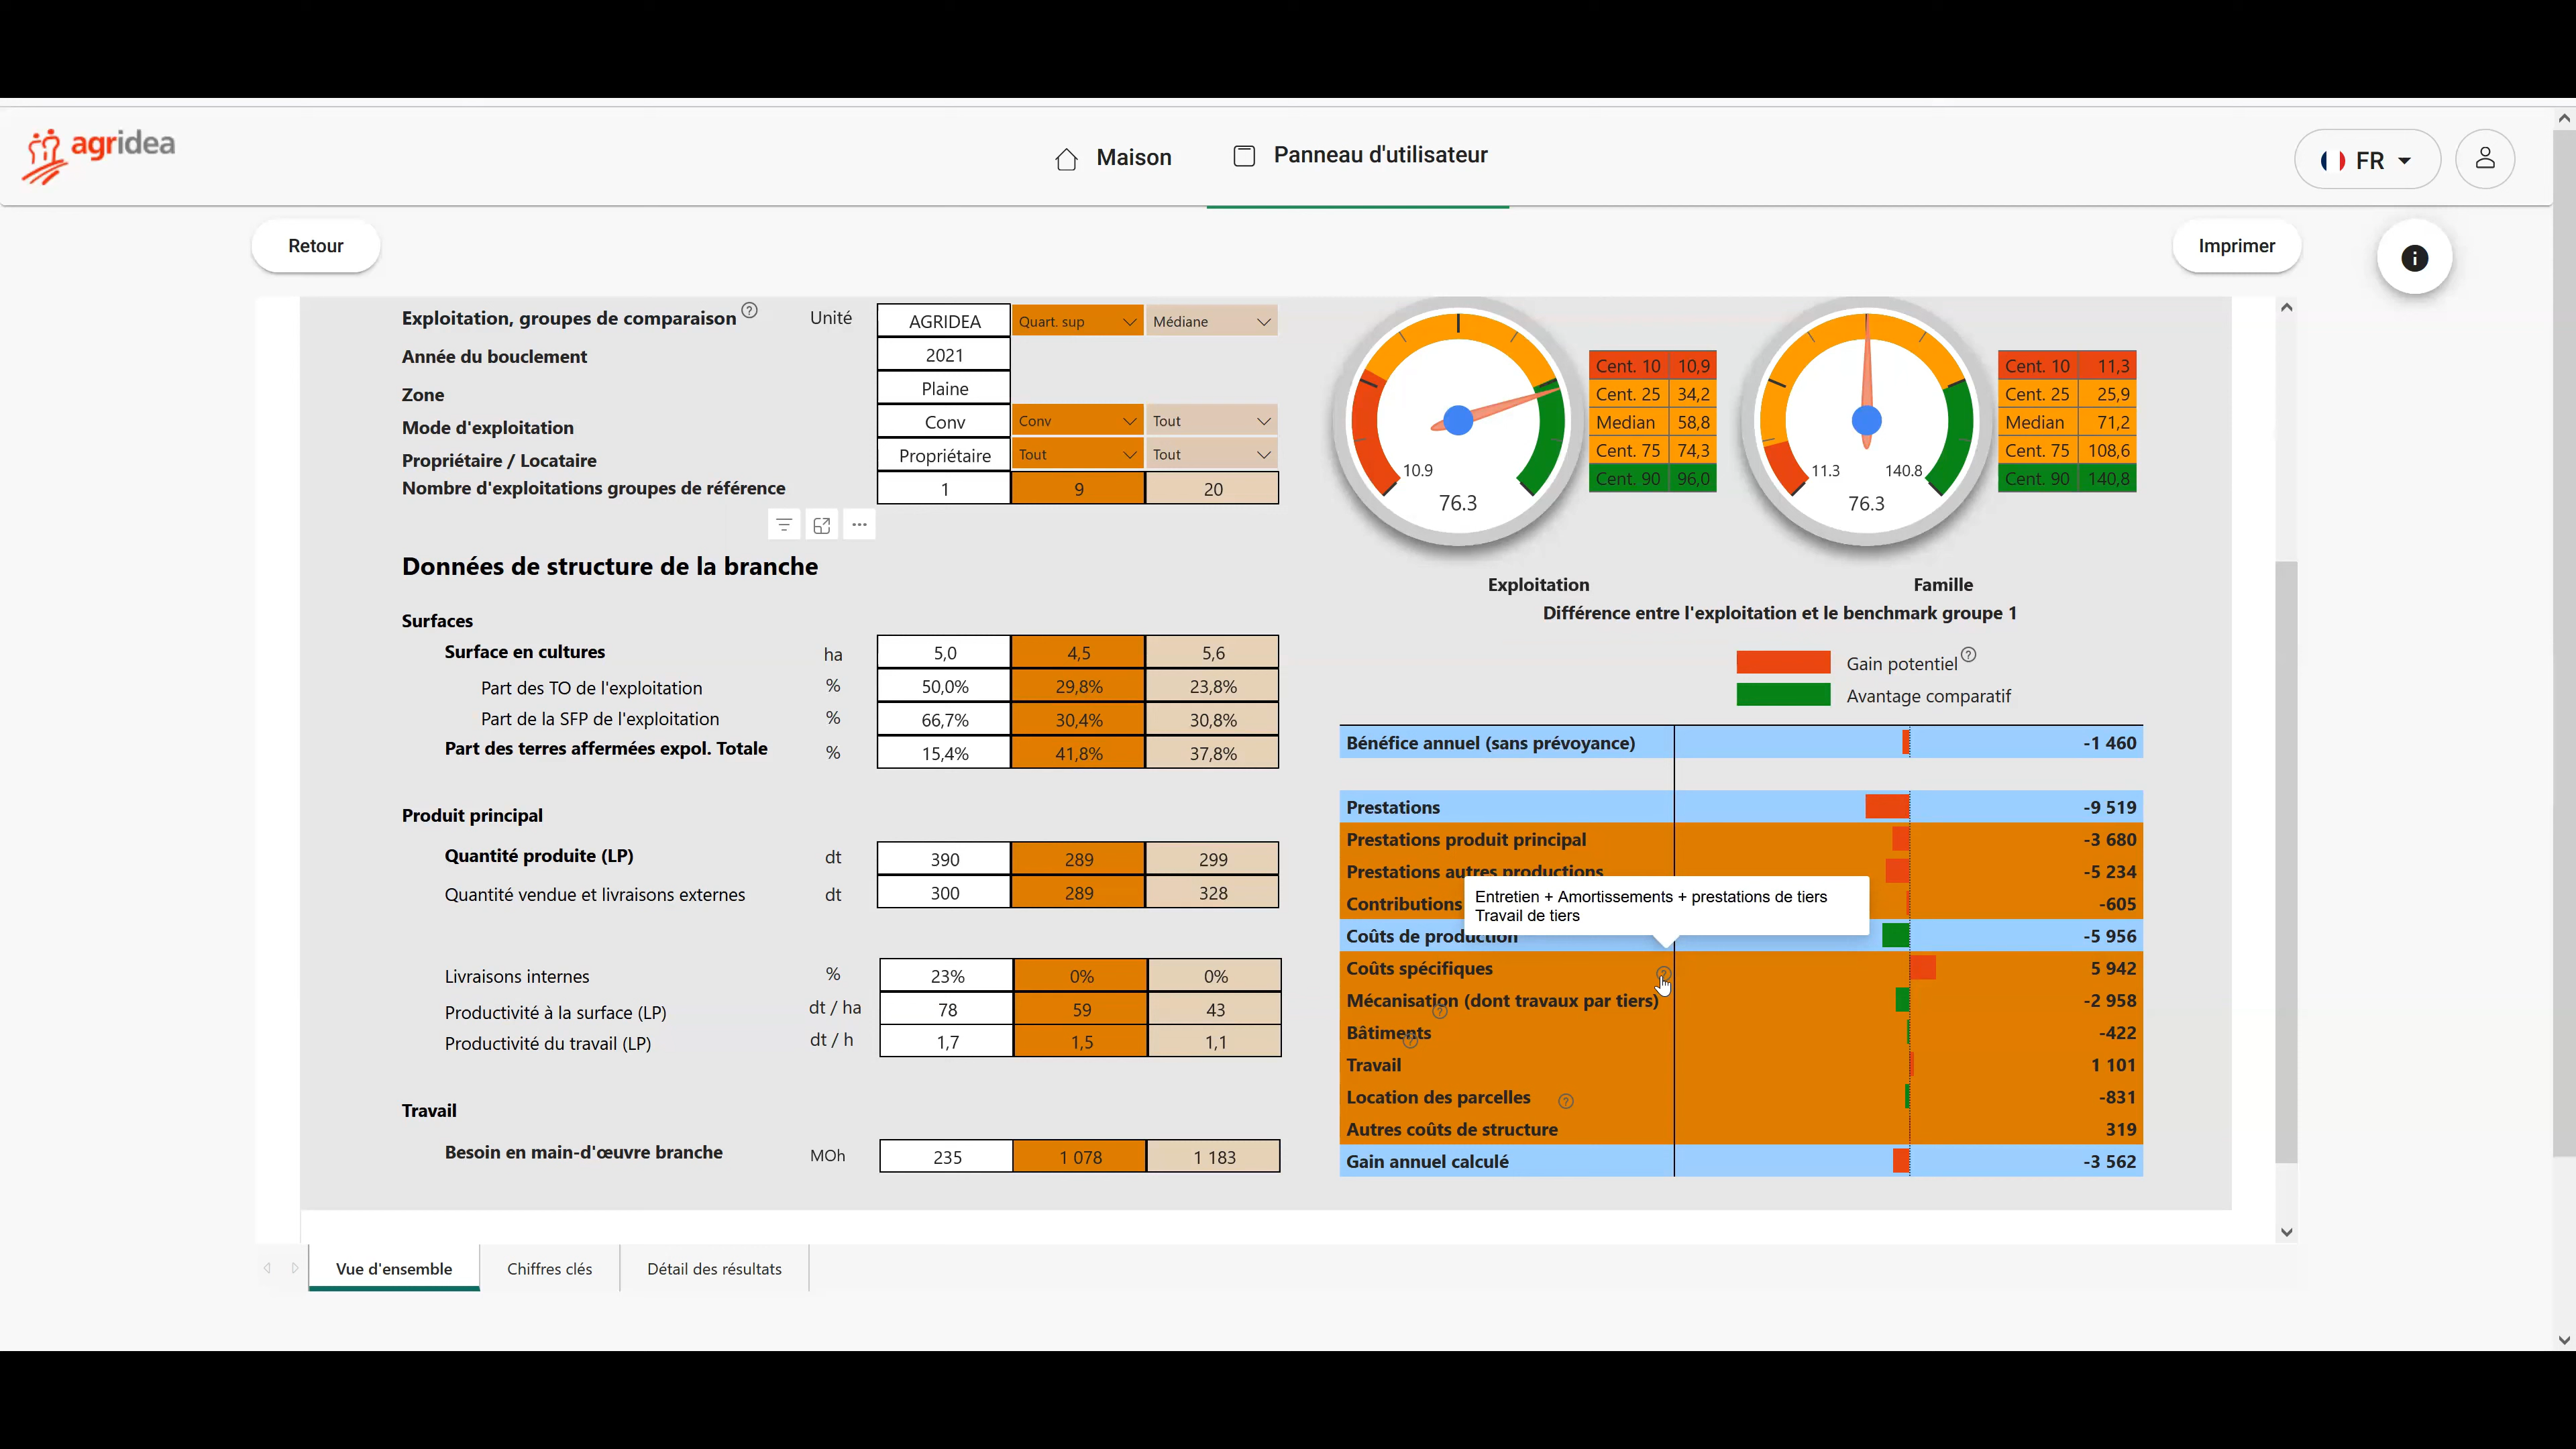 agridea
Maison
Panneau d'utilisateur
FR
Retour
Imprimer
Exploitation, groupes de comparaison ? Unité AGRIDEA Quart. sup Médiane
Année du bouclement 2021
Zone Plaine
Mode d'exploitation Conv Conv Tout
Propriétaire / Locataire Propriétaire Tout Tout
Nombre d'exploitations groupes de référence 1 9 20
Données de structure de la branche
Surfaces
Surface en cultures ha 5,0 4,5 5,6
Part des TO de l'exploitation % 50,0% 29,8% 23,8%
Part de la SFP de l'exploitation % 66,7% 30,4% 30,8%
Part des terres affermées expol. Totale % 15,4% 41,8% 37,8%
Produit principal
Quantité produite (LP) dt 390 289 299
Quantité vendue et livraisons externes dt 300 289 328
Livraisons internes % 23% 0% 0%
Productivité à la surface (LP) dt / ha 78 59 43
Productivité du travail (LP) dt / h 1,7 1,5 1,1
Travail
Besoin en main-d'œuvre branche MOh 235 1 078 1 183
10.9
76.3
Cent. 10 10,9
Cent. 25 34,2
Median 58,8
Cent. 75 74,3
Cent. 90 96,0
11.3 140.8
76.3
Cent. 10 11,3
Cent. 25 25,9
Median 71,2
Cent. 75 108,6
Cent. 90 140,8
Exploitation Famille
Différence entre l'exploitation et le benchmark groupe 1
Gain potentiel ?
Avantage comparatif
Bénéfice annuel (sans prévoyance) -1 460
Prestations -9 519
Prestations produit principal -3 680
Prestations autres productions -5 234
Entretien + Amortissements + prestations de tiers
Travail de tiers
Contributions -605
Coûts de production -5 956
Coûts spécifiques ? 5 942
Mécanisation (dont travaux par tiers) ? -2 958
Bâtiments ? -422
Travail 1 101
Location des parcelles ? -831
Autres coûts de structure 319
Gain annuel calculé -3 562
Vue d'ensemble
Chiffres clés
Détail des résultats